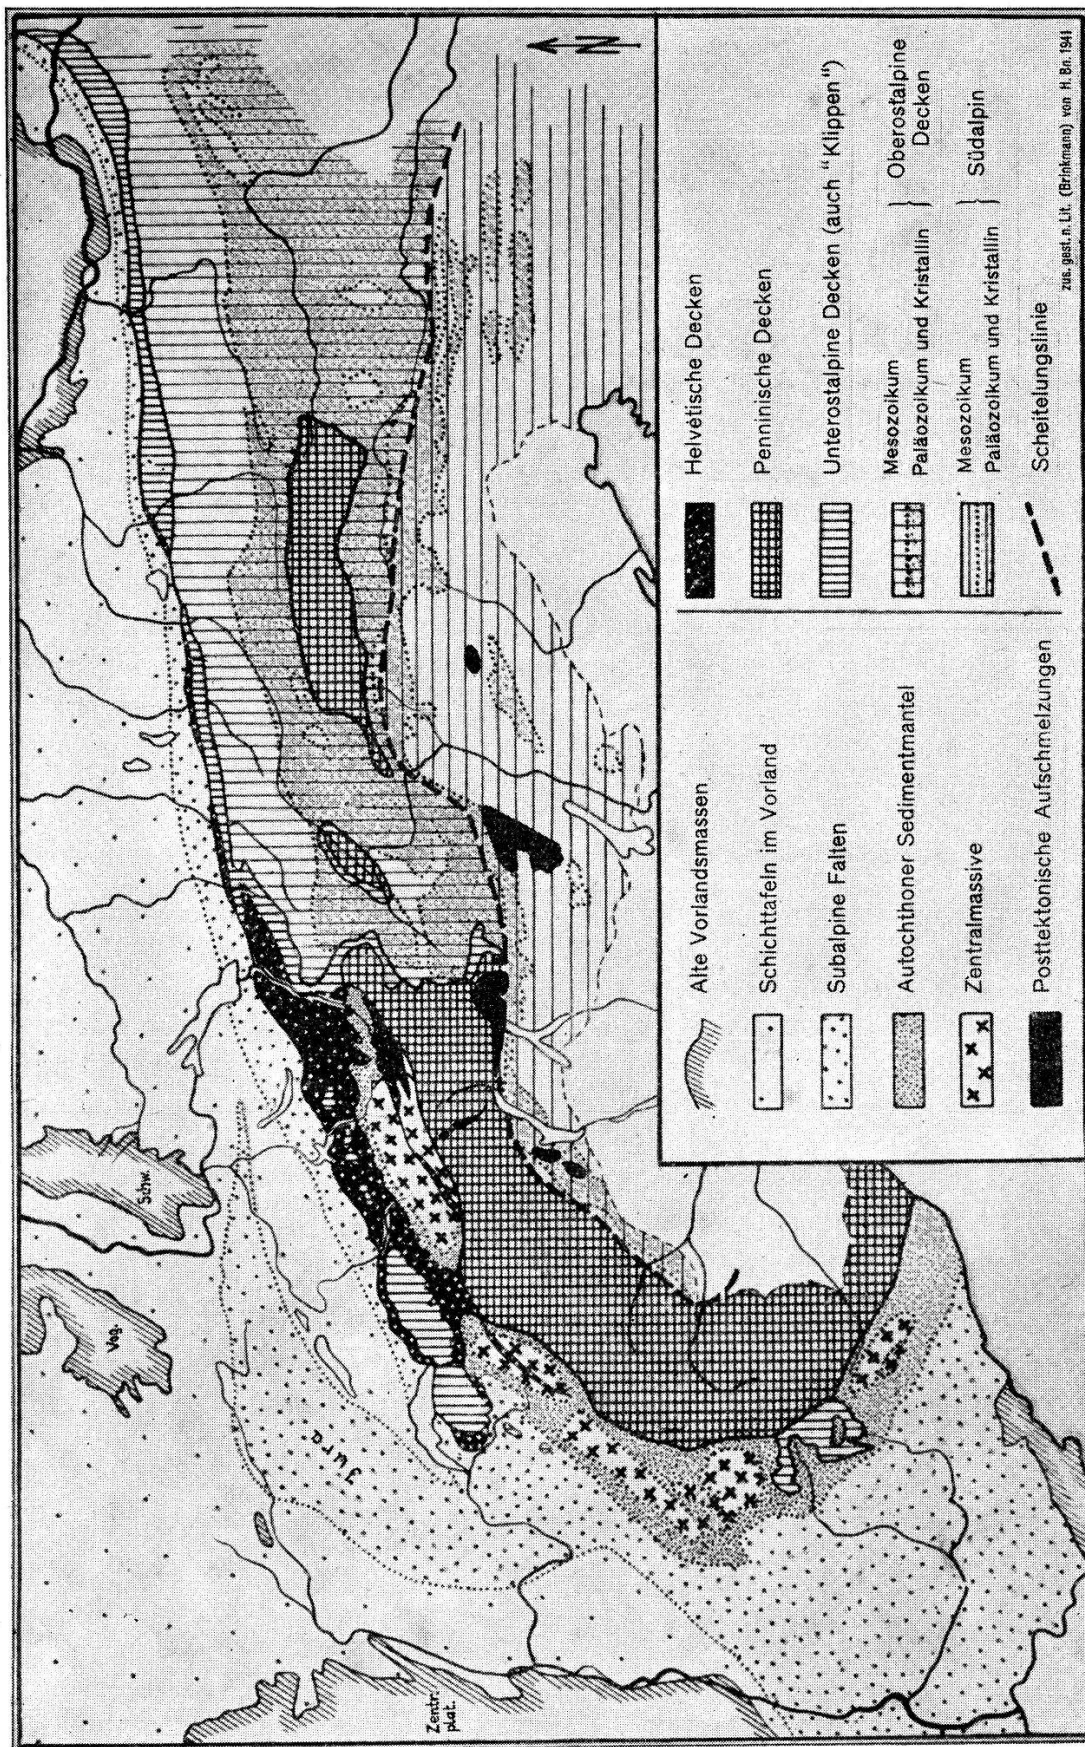 Zentr.
plat.
Vog.
Schw.
Jura
N
Alte Vorlandsmassen
Schichttafeln im Vorland
Subalpine Falten
Autochthoner Sedimentmantel
Zentralmassive
Posttektonische Aufschmelzungen
Helvetische Decken
Penninische Decken
Unterostalpine Decken (auch "Klippen")
Mesozoikum
Paläozoikum und Kristallin
} Oberostalpine
Decken
Mesozoikum
Paläozoikum und Kristallin
} Südalpin
Scheitelungslinie
zus. gest. n. Lit. (Brinkmann) von H. Bn. 1941